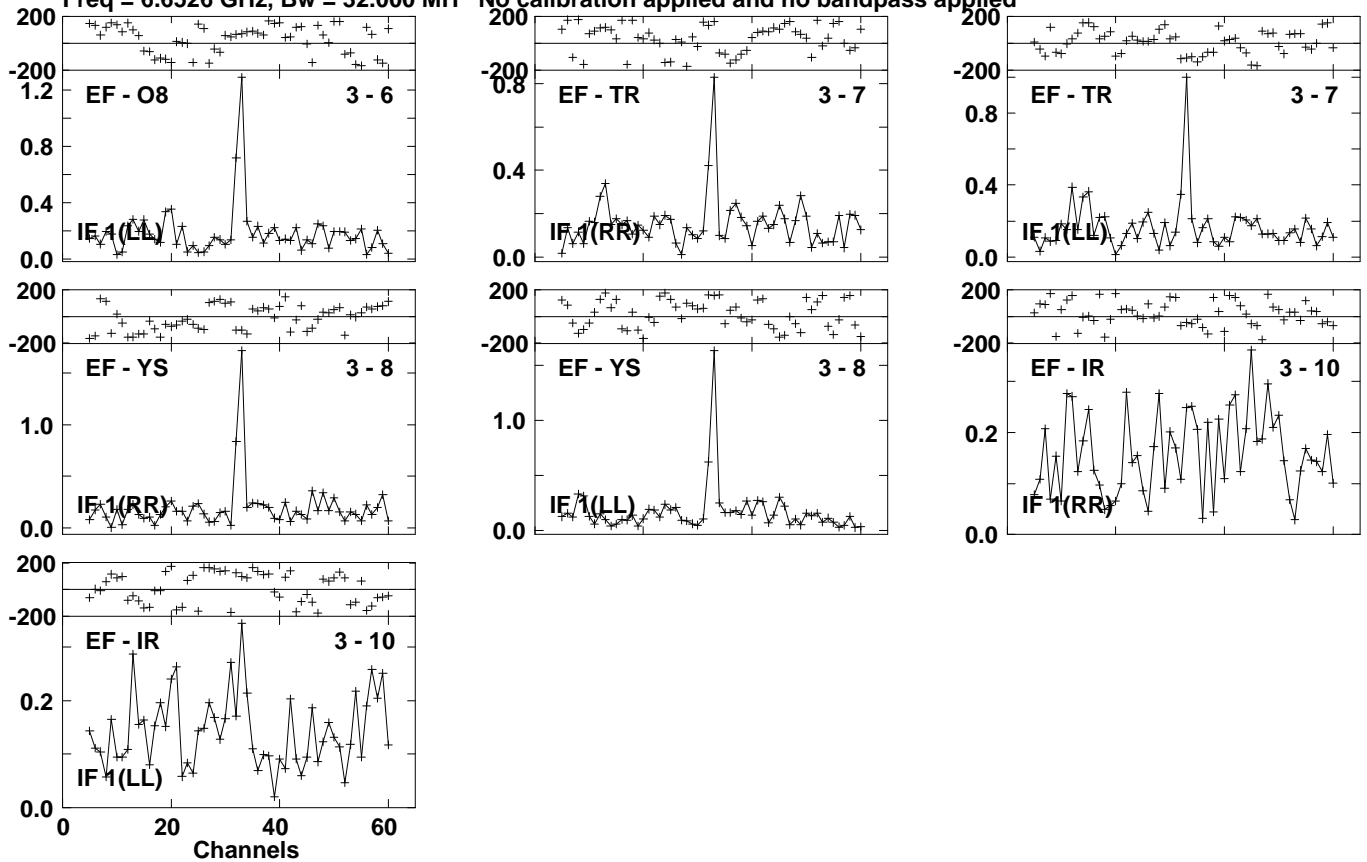 Freq = 6.6526 GHz, Bw = 32.000 MH No calibration applied and no bandpass applied
200
-200
1.2
0.8
0.4
0.0
EF - O8 3 - 6
IF 1(LL)
0.8
0.4
0.0
EF - TR 3 - 7
IF 1(RR)
0.8
0.4
0.0
EF - TR 3 - 7
IF 1(LL)
200
-200
1.0
0.0
EF - YS 3 - 8
IF 1(RR)
200
-200
1.0
0.0
EF - YS 3 - 8
IF 1(LL)
200
-200
0.2
0.0
EF - IR 3 - 10
IF 1(RR)
200
-200
0.2
0.0
EF - IR 3 - 10
IF 1(LL)
0 20 40 60
Channels